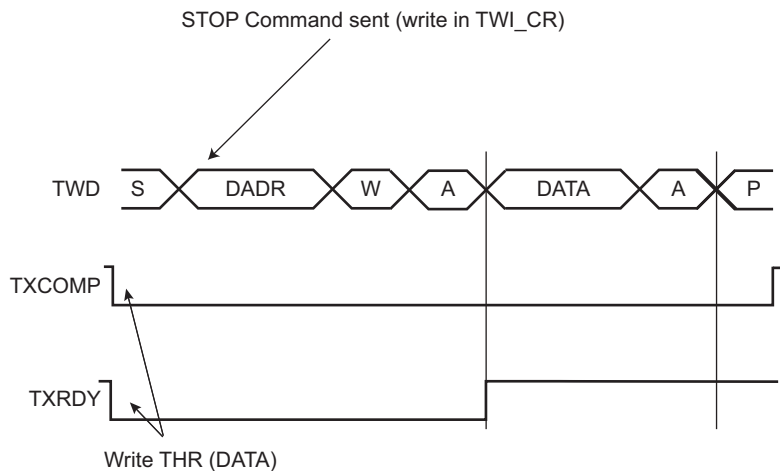 STOP Command sent (write in TWI_CR)
TWD S DADR W A DATA A P
TXCOMP
TXRDY
Write THR (DATA)